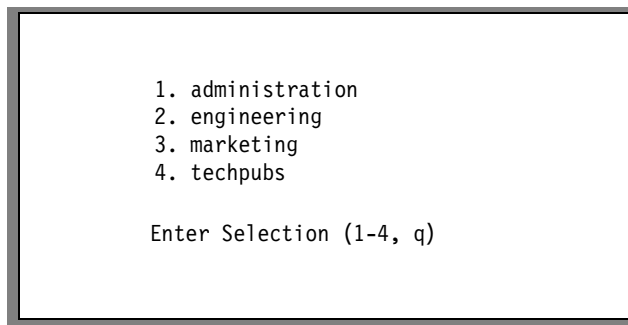 1. administration
2. engineering
3. marketing
4. techpubs
Enter Selection (1-4, q)